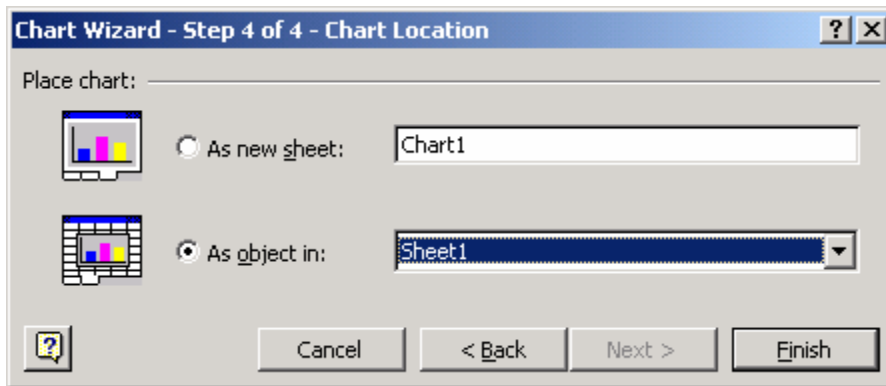 Chart Wizard - Step 4 of 4 - Chart Location
Place chart:
As new sheet: Chart1
As object in: Sheet1
Cancel < Back Next > Finish